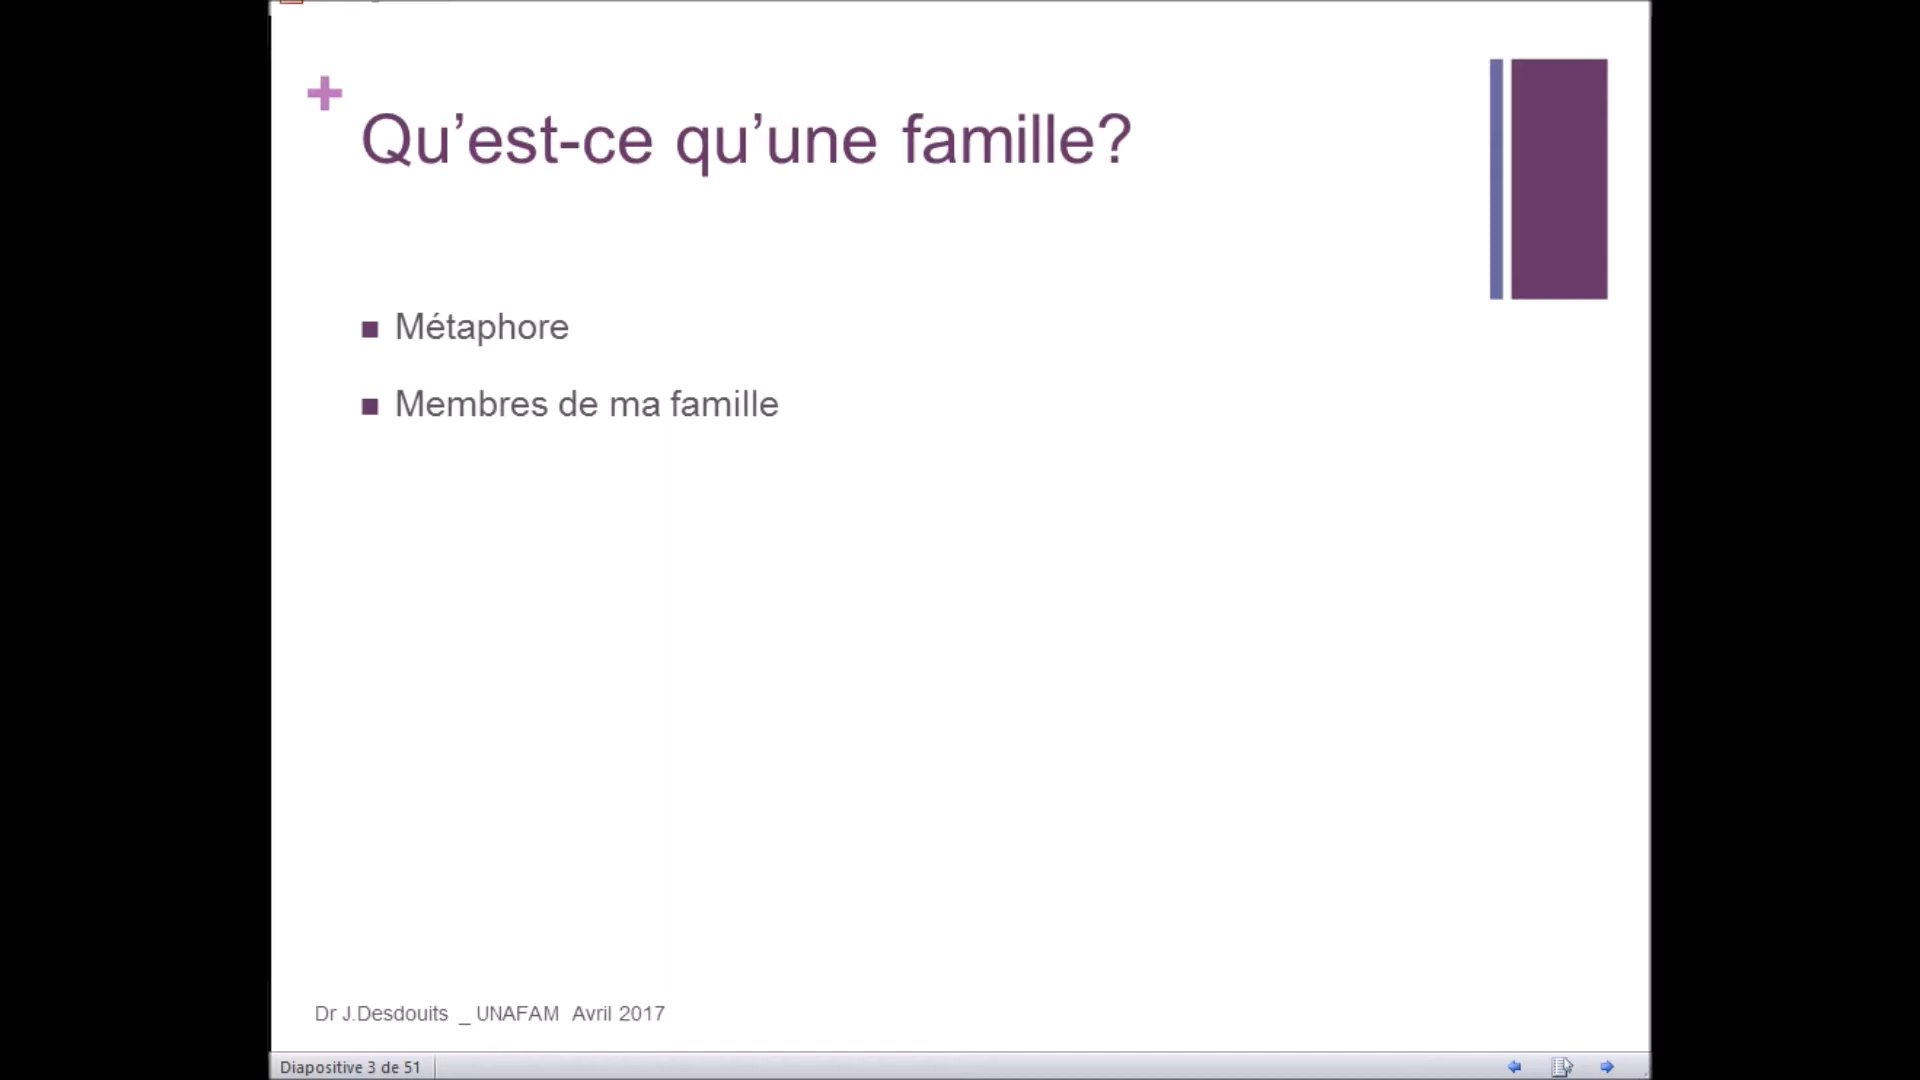 Qu’est-ce qu’une famille?
Métaphore
Membres de ma famille
Dr J.Desdouits _ UNAFAM Avril 2017
Diapositive 3 de 51